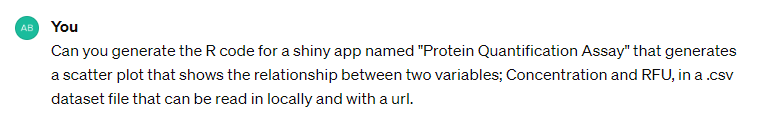 AB You
Can you generate the R code for a shiny app named "Protein Quantification Assay" that generates
a scatter plot that shows the relationship between two variables; Concentration and RFU, in a .csv
dataset file that can be read in locally and with a url.